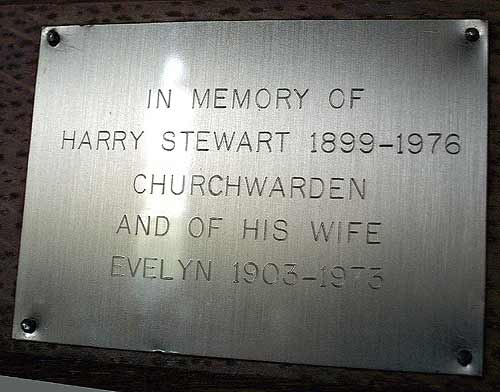 IN MEMORY OF
HARRY STEWART 1899-1976
CHURCHWARDEN
AND OF HIS WIFE
EVELYN 1903-1973